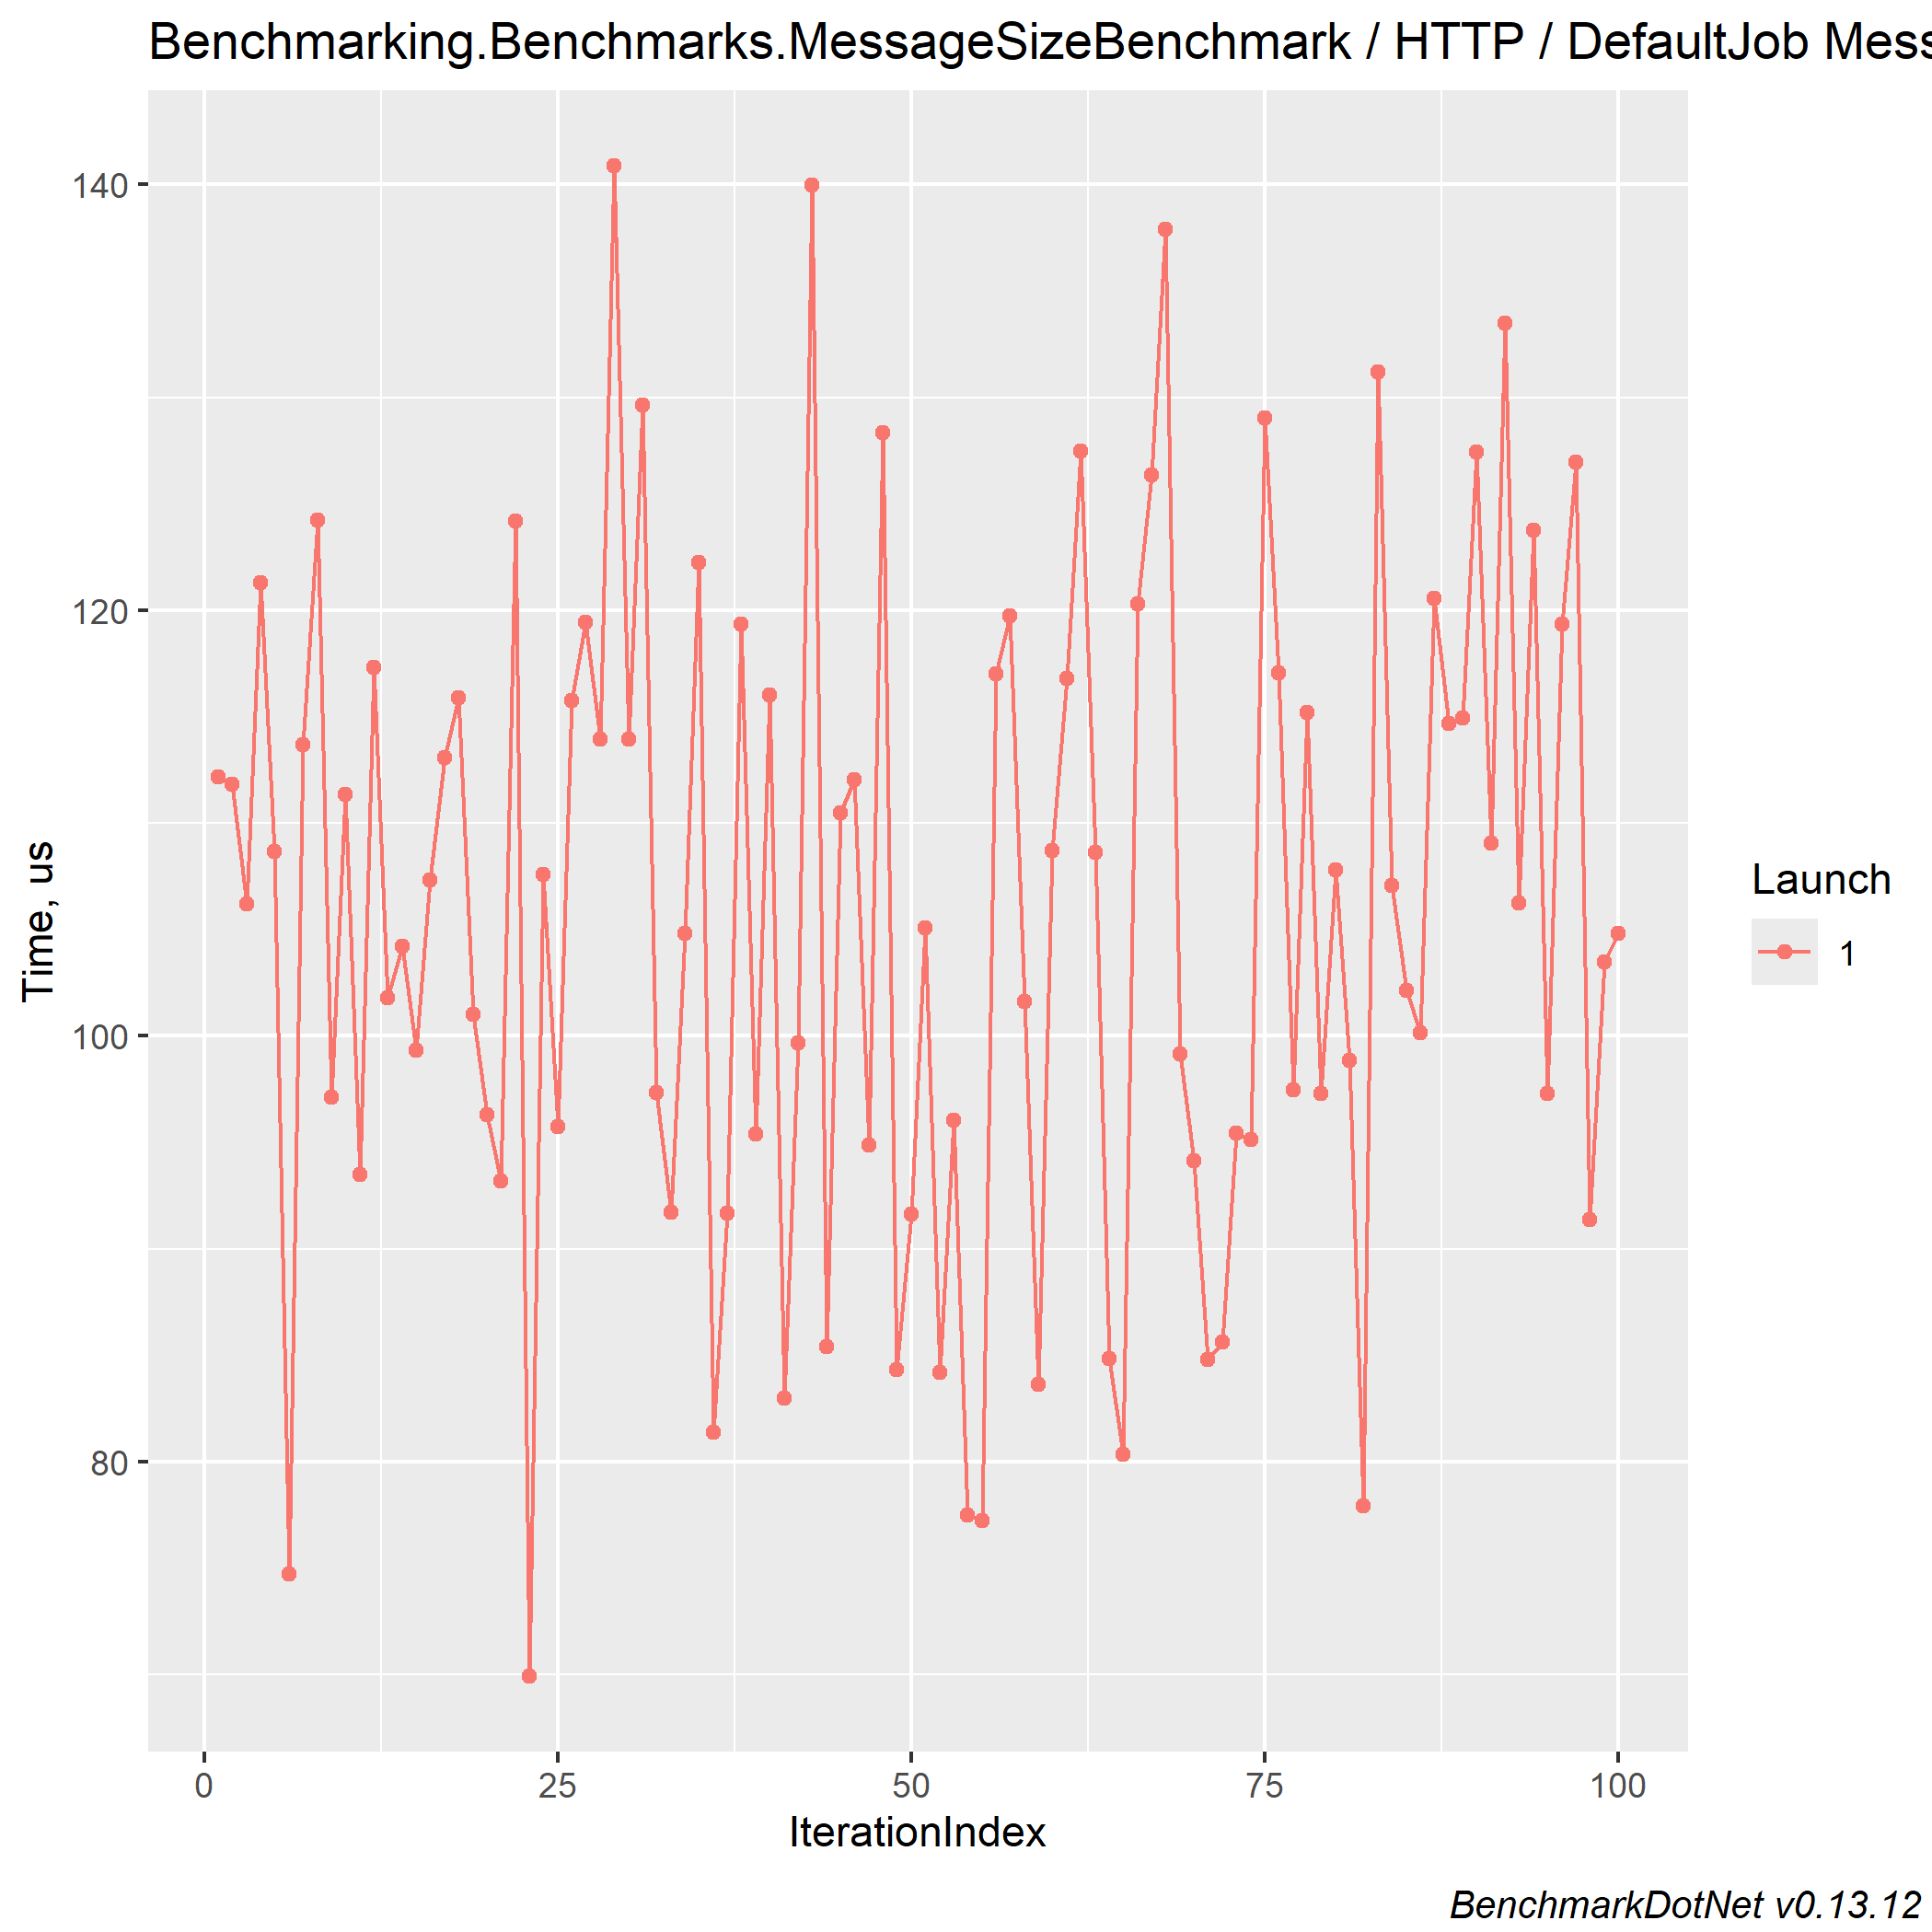 Benchmarking.Benchmarks.MessageSizeBenchmark / HTTP / DefaultJob Mess
140
120
100
80
Time, us
0 25 50 75 100
IterationIndex
Launch
1
BenchmarkDotNet v0.13.12